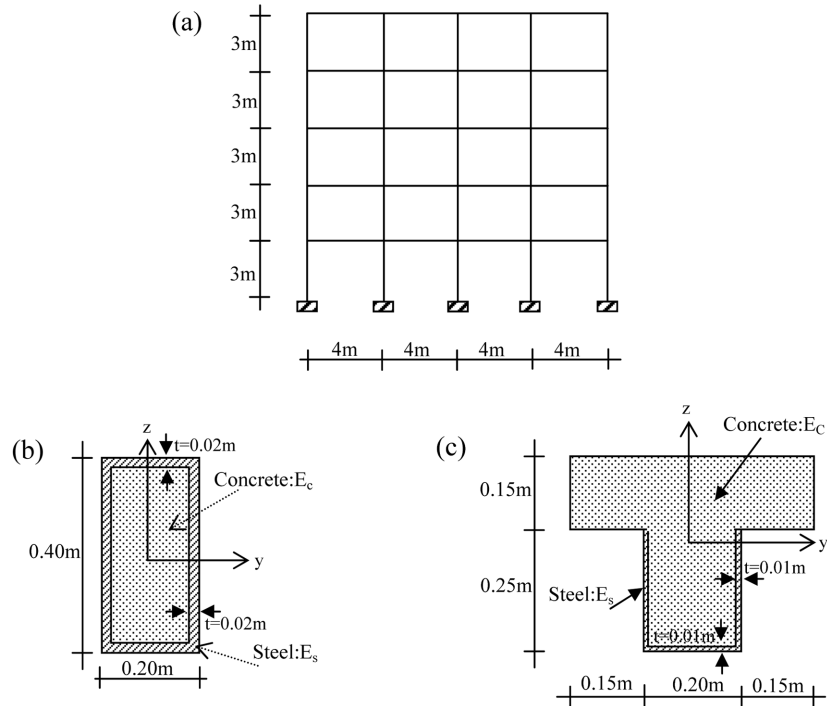 (a)
3m
3m
3m
3m
3m
4m 4m 4m 4m
(b)
z
t=0.02m
Concrete:Ec
0.40m
y
t=0.02m
Steel:Es
0.20m
(c)
z
Concrete:EC
0.15m
y
0.25m
t=0.01m
Steel:Es
t=0.01m
0.15m 0.20m 0.15m